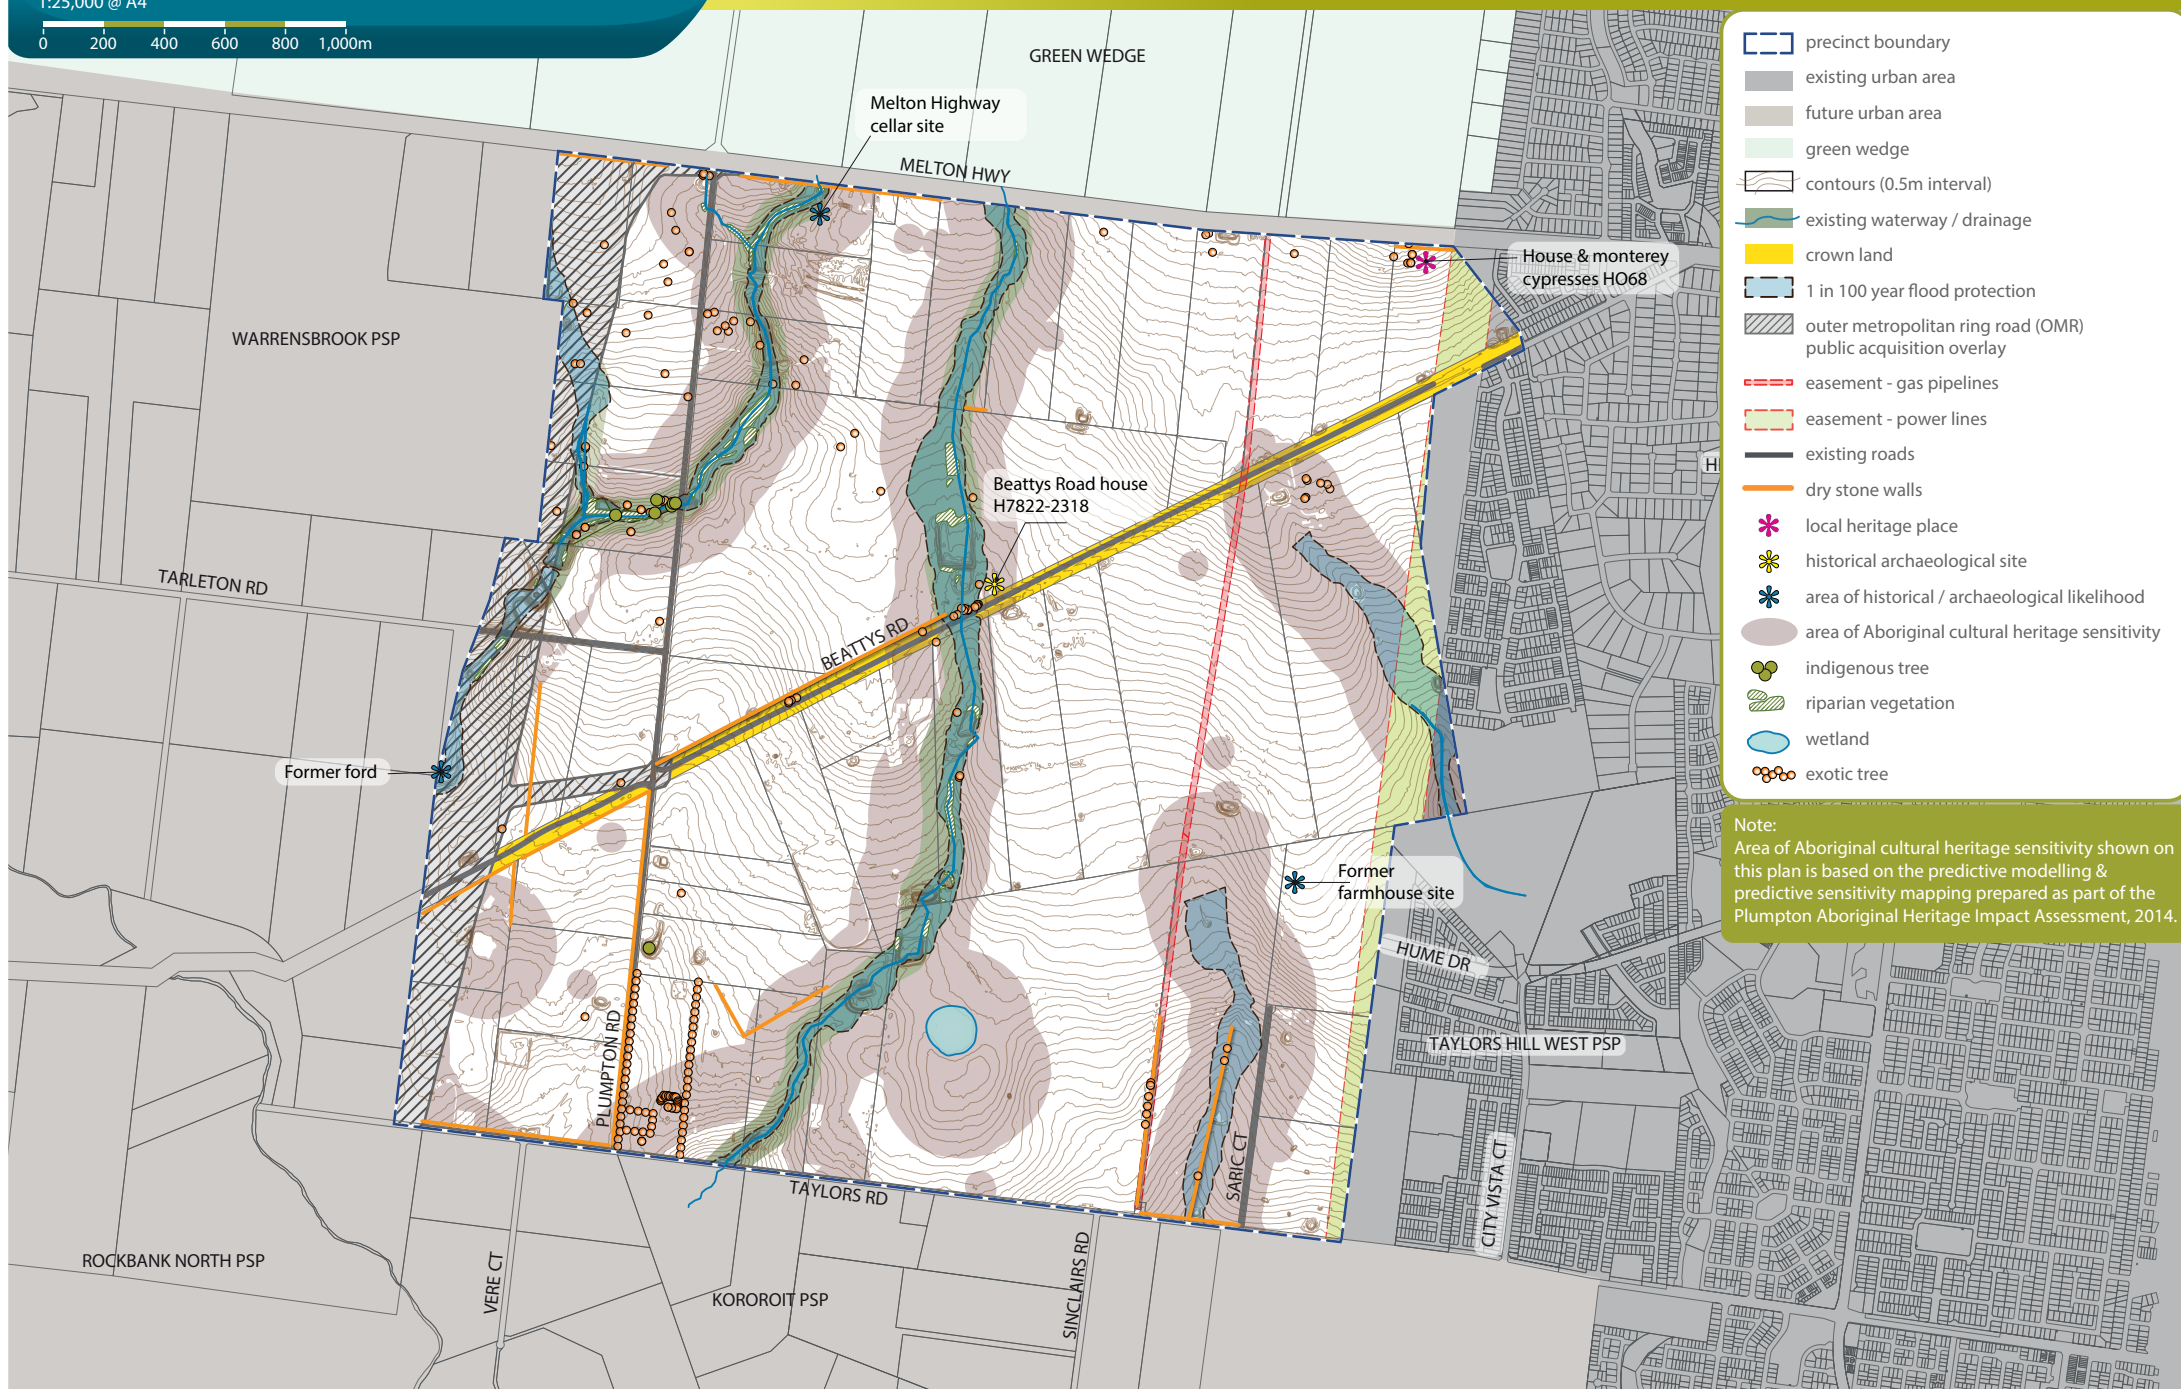 1:25,000 @ A4
0 200 400 600 800 1,000m
GREEN WEDGE
Melton Highway
cellar site
MELTON HWY
House & monterey
cypresses HO68
WARRENSBROOK PSP
Beattys Road house
H7822-2318
TARLETON RD
BEATTYS RD
Former ford
Former
farmhouse site
HUME DR
PLUMPTON RD
TAYLORS HILL WEST PSP
SARIC CT
CITY VISTA CT
TAYLORS RD
ROCKBANK NORTH PSP
VERE CT
KOROROIT PSP
SINCLAIRS RD
precinct boundary
existing urban area
future urban area
green wedge
contours (0.5m interval)
existing waterway / drainage
crown land
1 in 100 year flood protection
outer metropolitan ring road (OMR)
public acquisition overlay
easement - gas pipelines
easement - power lines
existing roads
dry stone walls
local heritage place
historical archaeological site
area of historical / archaeological likelihood
area of Aboriginal cultural heritage sensitivity
indigenous tree
riparian vegetation
wetland
exotic tree
Note:
Area of Aboriginal cultural heritage sensitivity shown on
this plan is based on the predictive modelling &
predictive sensitivity mapping prepared as part of the
Plumpton Aboriginal Heritage Impact Assessment, 2014.